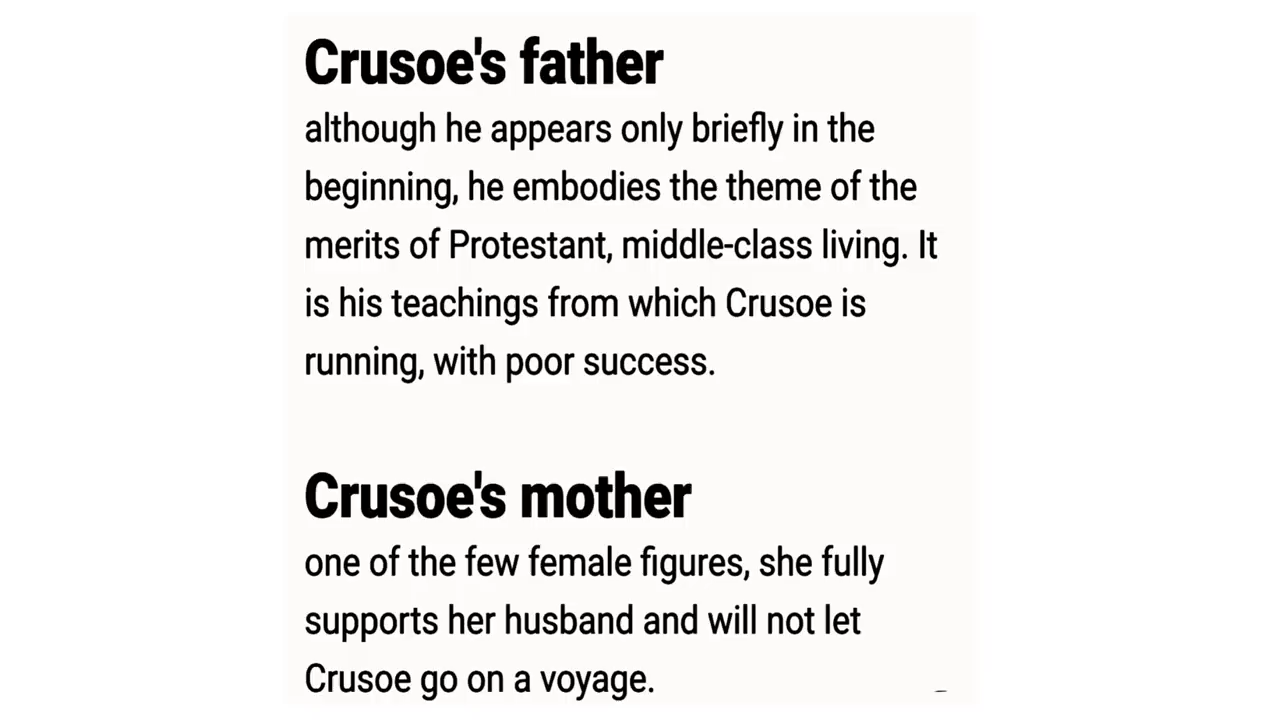 Crusoe's father
although he appears only briefly in the
beginning, he embodies the theme of the
merits of Protestant, middle-class living. It
is his teachings from which Crusoe is
running, with poor success.
Crusoe's mother
one of the few female figures, she fully
supports her husband and will not let
Crusoe go on a voyage.